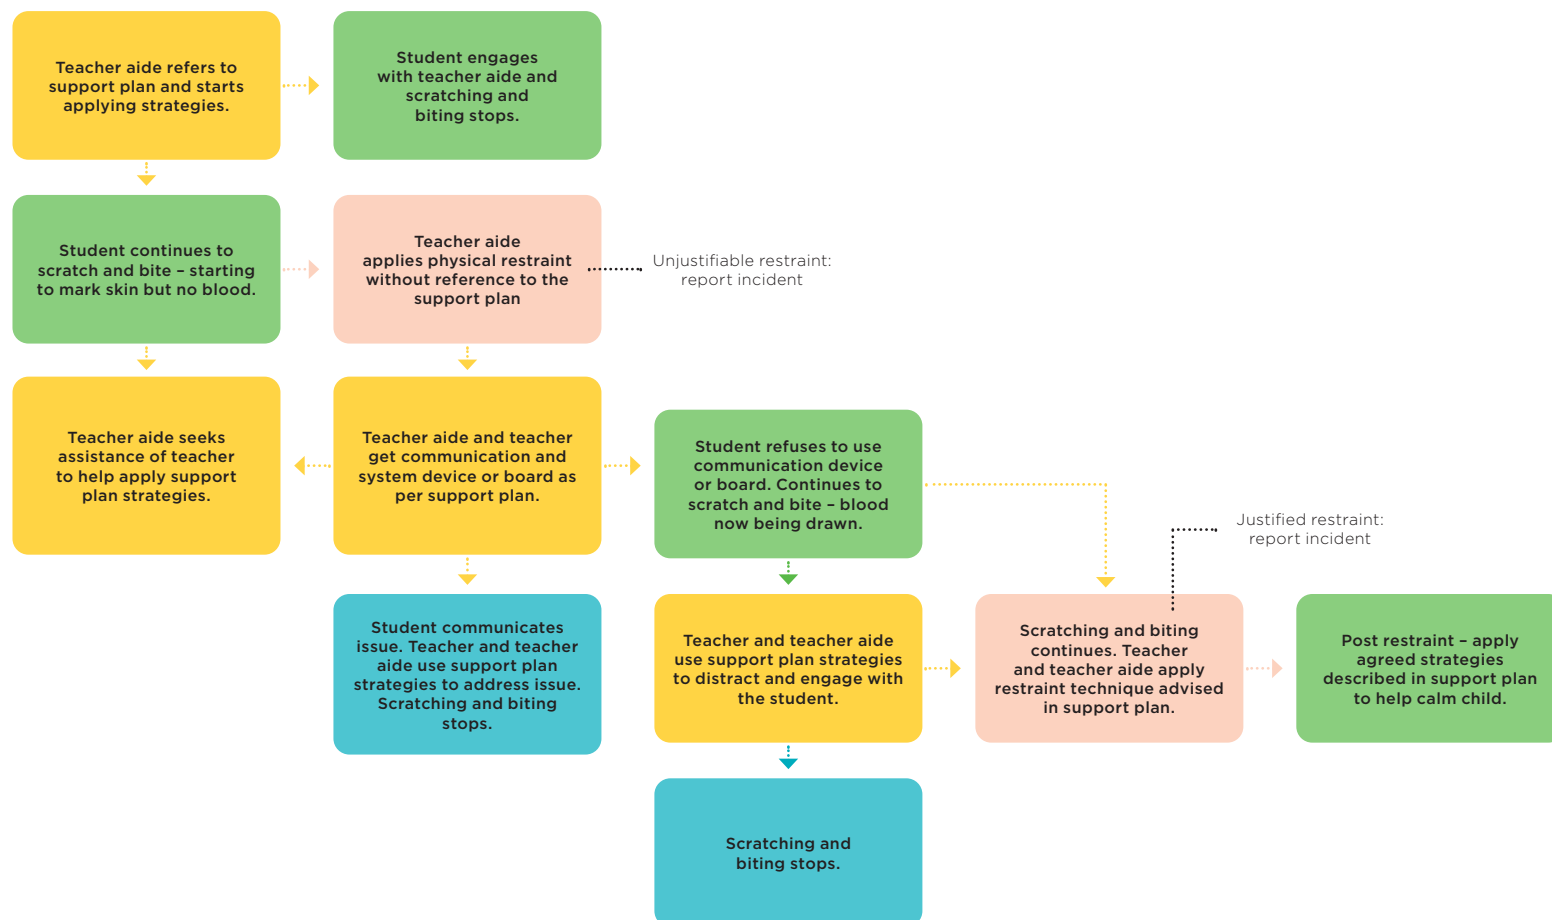 Teacher aide refers to
support plan and starts
applying strategies.
Student engages
with teacher aide and
scratching and
biting stops.
Student continues to
scratch and bite – starting
to mark skin but no blood.
Teacher aide
applies physical restraint
without reference to the
support plan
Unjustifiable restraint:
report incident
Teacher aide seeks
assistance of teacher
to help apply support
plan strategies.
Teacher aide and teacher
get communication and
system device or board as
per support plan.
Student refuses to use
communication device
or board. Continues to
scratch and bite – blood
now being drawn.
Justified restraint:
report incident
Student communicates
issue. Teacher and teacher
aide use support plan
strategies to address issue.
Scratching and biting
stops.
Teacher and teacher aide
use support plan strategies
to distract and engage with
the student.
Scratching and biting
continues. Teacher
and teacher aide apply
restraint technique advised
in support plan.
Post restraint – apply
agreed strategies
described in support plan
to help calm child.
Scratching and
biting stops.